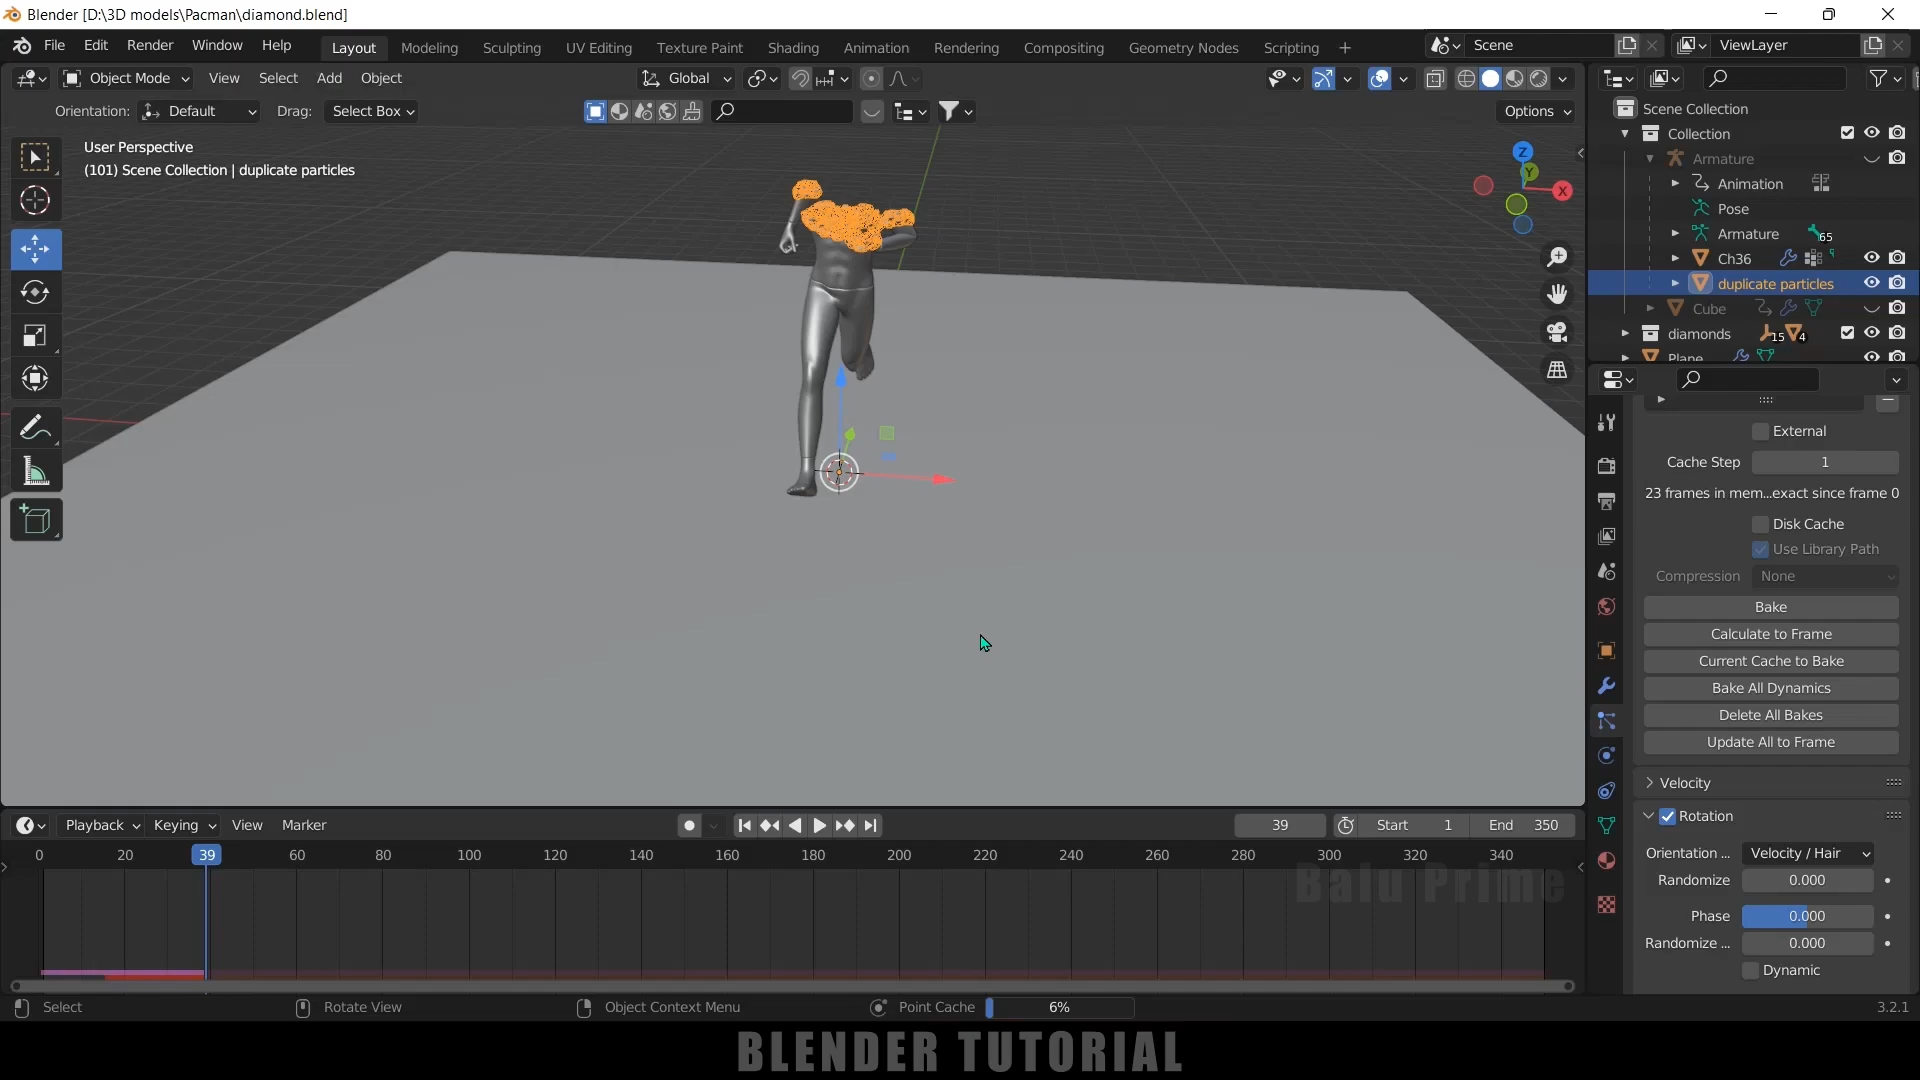 Blender [D:\3D models\Pacman\diamond.blend]
File Edit Render Window Help Layout Modeling Sculpting UV Editing Texture Paint Shading Animation Rendering Compositing Geometry Nodes Scripting + Scene ViewLayer
Object Mode View Select Add Object Global
Orientation: Default Drag: Select Box Options
User Perspective
(101) Scene Collection | duplicate particles
Z
Y
X
Scene Collection
Collection
Armature
Animation
Pose
Armature 65
Ch36
duplicate particles
Cube
diamonds 15 4
Plane
External
Cache Step 1
23 frames in mem...exact since frame 0
Disk Cache
Use Library Path
Compression None
Bake
Calculate to Frame
Current Cache to Bake
Bake All Dynamics
Delete All Bakes
Update All to Frame
Velocity
Rotation
Orientation ... Velocity / Hair
Randomize 0.000
Phase 0.000
Randomize ... 0.000
Dynamic
Playback Keying View Marker 39 Start 1 End 350
0 20 39 60 80 100 120 140 160 180 200 220 240 260 280 300 320 340
Balu Prime
Select Rotate View Object Context Menu Point Cache 6% 3.2.1
BLENDER TUTORIAL